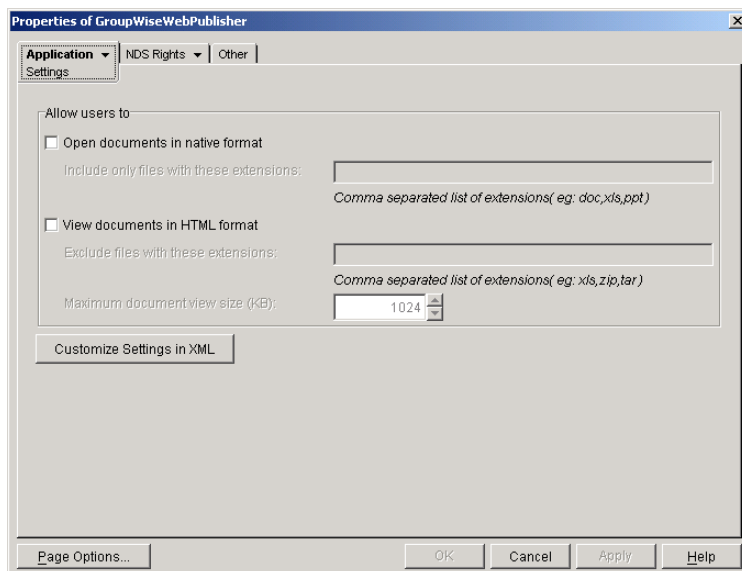 Properties of GroupWiseWebPublisher
Application NDS Rights Other
Settings
Allow users to
Open documents in native format
Include only files with these extensions:
Comma separated list of extensions( eg: doc,xls,ppt )
View documents in HTML format
Exclude files with these extensions:
Comma separated list of extensions( eg: xls,zip,tar )
Maximum document view size (KB): 1024
Customize Settings in XML
Page Options... OK Cancel Apply Help